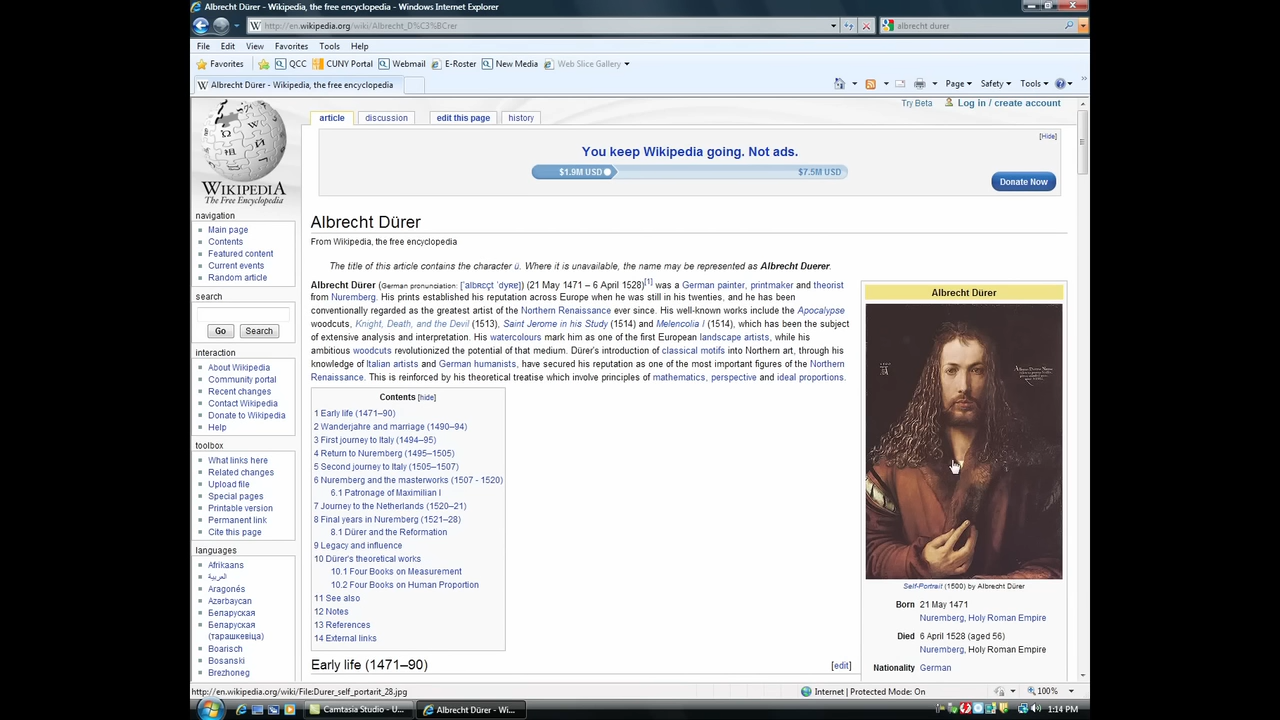 Albrecht Dürer - Wikipedia, the free encyclopedia - Windows Internet Explorer
http://en.wikipedia.org/wiki/Albrecht_D%C3%BCrer
albrecht durer
File Edit View Favorites Tools Help
Favorites QCC CUNY Portal Webmail E-Roster New Media Web Slice Gallery
Albrecht Dürer - Wikipedia, the free encyclopedia
Page Safety Tools
Try Beta Log in / create account
article discussion edit this page history
[Hide]
You keep Wikipedia going. Not ads.
$1.9M USD $7.5M USD
Donate Now
WIKIPEDIA
The Free Encyclopedia
navigation
Main page
Contents
Featured content
Current events
Random article
search
Go Search
interaction
About Wikipedia
Community portal
Recent changes
Contact Wikipedia
Donate to Wikipedia
Help
toolbox
What links here
Related changes
Upload file
Special pages
Printable version
Permanent link
Cite this page
languages
Afrikaans
العربية
Aragonés
Azərbaycan
Беларуская
Беларуская
(тарашкевіца)
Boarisch
Bosanski
Brezhoneg
Albrecht Dürer
From Wikipedia, the free encyclopedia
The title of this article contains the character ü. Where it is unavailable, the name may be represented as Albrecht Duerer.
Albrecht Dürer (German pronunciation: [ˈalbʀɛçt ˈdyʀɐ]) (21 May 1471 – 6 April 1528)[1] was a German painter, printmaker and theorist
from Nuremberg. His prints established his reputation across Europe when he was still in his twenties, and he has been
conventionally regarded as the greatest artist of the Northern Renaissance ever since. His well-known works include the Apocalypse
woodcuts, Knight, Death, and the Devil (1513), Saint Jerome in his Study (1514) and Melencolia I (1514), which has been the subject
of extensive analysis and interpretation. His watercolours mark him as one of the first European landscape artists, while his
ambitious woodcuts revolutionized the potential of that medium. Dürer's introduction of classical motifs into Northern art, through his
knowledge of Italian artists and German humanists, have secured his reputation as one of the most important figures of the Northern
Renaissance. This is reinforced by his theoretical treatise which involve principles of mathematics, perspective and ideal proportions.
Contents [hide]
1 Early life (1471–90)
2 Wanderjahre and marriage (1490–94)
3 First journey to Italy (1494–95)
4 Return to Nuremberg (1495–1505)
5 Second journey to Italy (1505–1507)
6 Nuremberg and the masterworks (1507 - 1520)
6.1 Patronage of Maximilian I
7 Journey to the Netherlands (1520–21)
8 Final years in Nuremberg (1521–28)
8.1 Dürer and the Reformation
9 Legacy and influence
10 Dürer's theoretical works
10.1 Four Books on Measurement
10.2 Four Books on Human Proportion
11 See also
12 Notes
13 References
14 External links
Early life (1471–90) [edit]
Albrecht Dürer
Self-Portrait (1500) by Albrecht Dürer
Born 21 May 1471
Nuremberg, Holy Roman Empire
Died 6 April 1528 (aged 56)
Nuremberg, Holy Roman Empire
Nationality German
http://en.wikipedia.org/wiki/File:Durer_self_portarit_28.jpg
Internet | Protected Mode: On 100%
Camtasia Studio - U... Albrecht Dürer - Wi... 1:14 PM